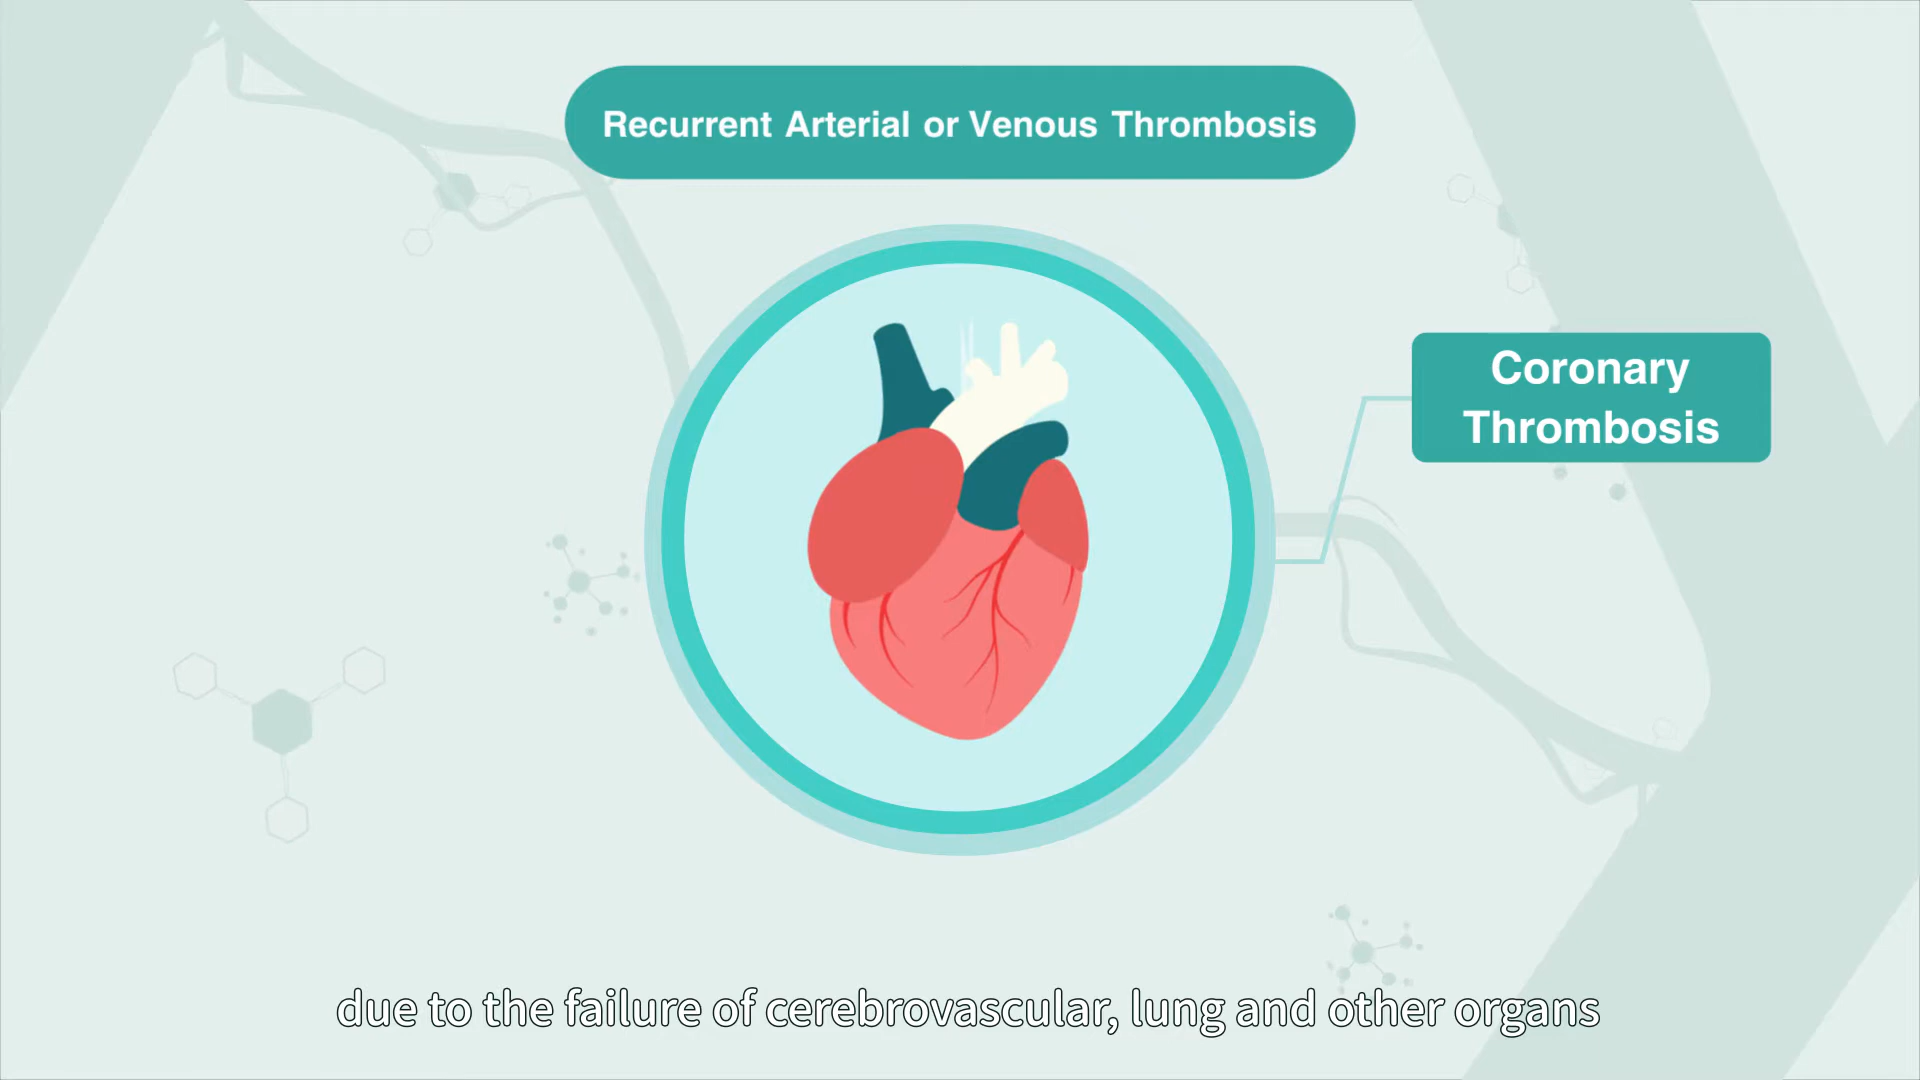 Recurrent Arterial or Venous Thrombosis
Coronary
Thrombosis
due to the failure of cerebrovascular, lung and other organs